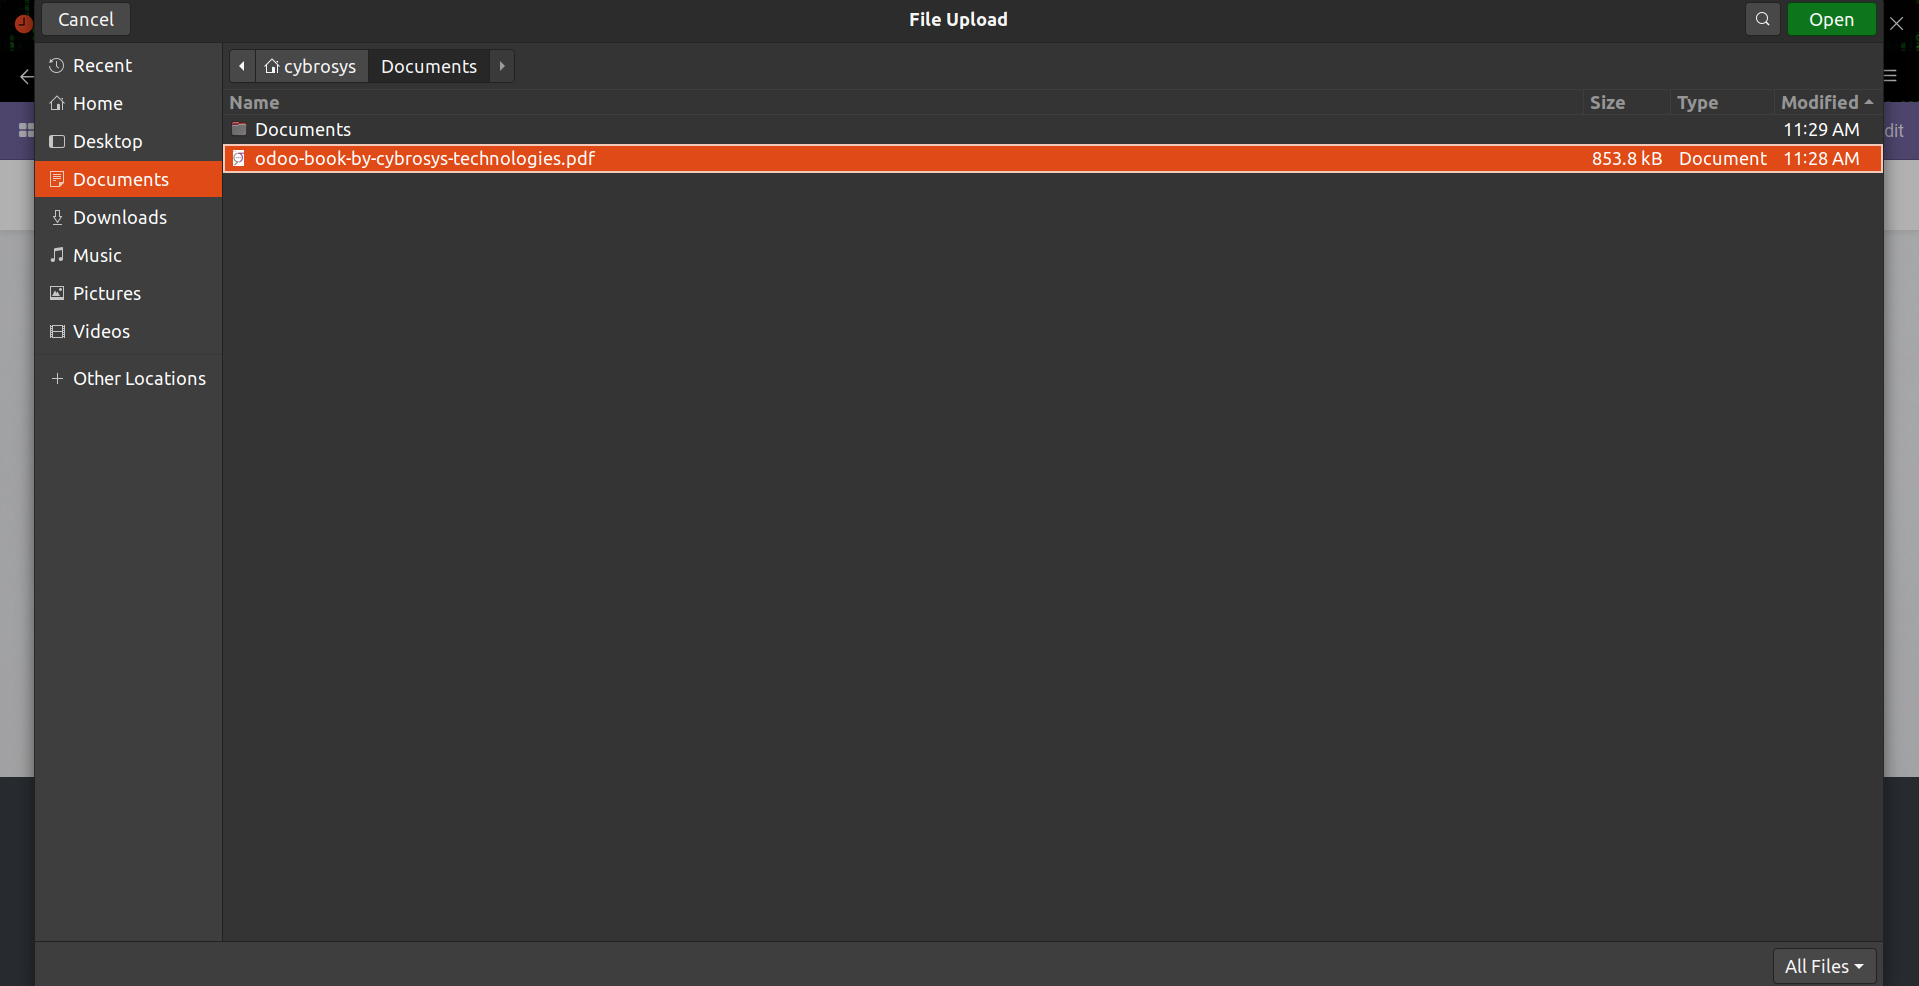 Cancel File Upload Open
Recent
Home
Desktop
Documents
Downloads
Music
Pictures
Videos
Other Locations
cybrosys Documents
Name Size Type Modified
Documents 11:29 AM
odoo-book-by-cybrosys-technologies.pdf 853.8 kB Document 11:28 AM
dit
All Files